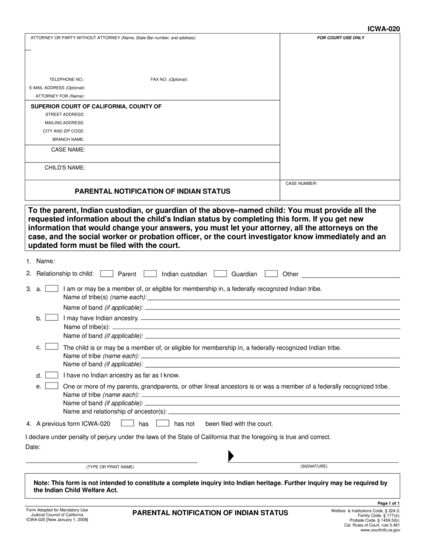 ICWA-020
ATTORNEY OR PARTY WITHOUT ATTORNEY (Name, State Bar number, and address):
FOR COURT USE ONLY
TELEPHONE NO.: FAX NO. (Optional):
E-MAIL ADDRESS (Optional):
ATTORNEY FOR (Name):
SUPERIOR COURT OF CALIFORNIA, COUNTY OF
STREET ADDRESS:
MAILING ADDRESS:
CITY AND ZIP CODE:
BRANCH NAME:
CASE NAME:
CHILD'S NAME:
CASE NUMBER:
PARENTAL NOTIFICATION OF INDIAN STATUS
To the parent, Indian custodian, or guardian of the above–named child: You must provide all the
requested information about the child's Indian status by completing this form. If you get new
information that would change your answers, you must let your attorney, all the attorneys on the
case, and the social worker or probation officer, or the court investigator know immediately and an
updated form must be filed with the court.
1. Name:
2. Relationship to child: Parent Indian custodian Guardian Other
3. a. I am or may be a member of, or eligible for membership in, a federally recognized Indian tribe.
Name of tribe(s) (name each):
Name of band (if applicable):
b. I may have Indian ancestry.
Name of tribe(s):
Name of band (if applicable):
c. The child is or may be a member of, or eligible for membership in, a federally recognized Indian tribe.
Name of tribe (name each):
Name of band (if applicable):
d. I have no Indian ancestry as far as I know.
e. One or more of my parents, grandparents, or other lineal ancestors is or was a member of a federally recognized tribe.
Name of tribe (name each):
Name of band (if applicable):
Name and relationship of ancestor(s):
4. A previous form ICWA-020 has has not been filed with the court.
I declare under penalty of perjury under the laws of the State of California that the foregoing is true and correct.
Date:
(TYPE OR PRINT NAME) (SIGNATURE)
Note: This form is not intended to constitute a complete inquiry into Indian heritage. Further inquiry may be required by
the Indian Child Welfare Act.
Page 1 of 1
Form Adopted for Mandatory Use
Judicial Council of California
ICWA-020 [New January 1, 2008]
PARENTAL NOTIFICATION OF INDIAN STATUS
Welfare & Institutions Code, § 224.3;
Family Code, § 177(a);
Probate Code, § 1459.5(b);
Cal. Rules of Court, rule 5.481
www.courtinfo.ca.gov